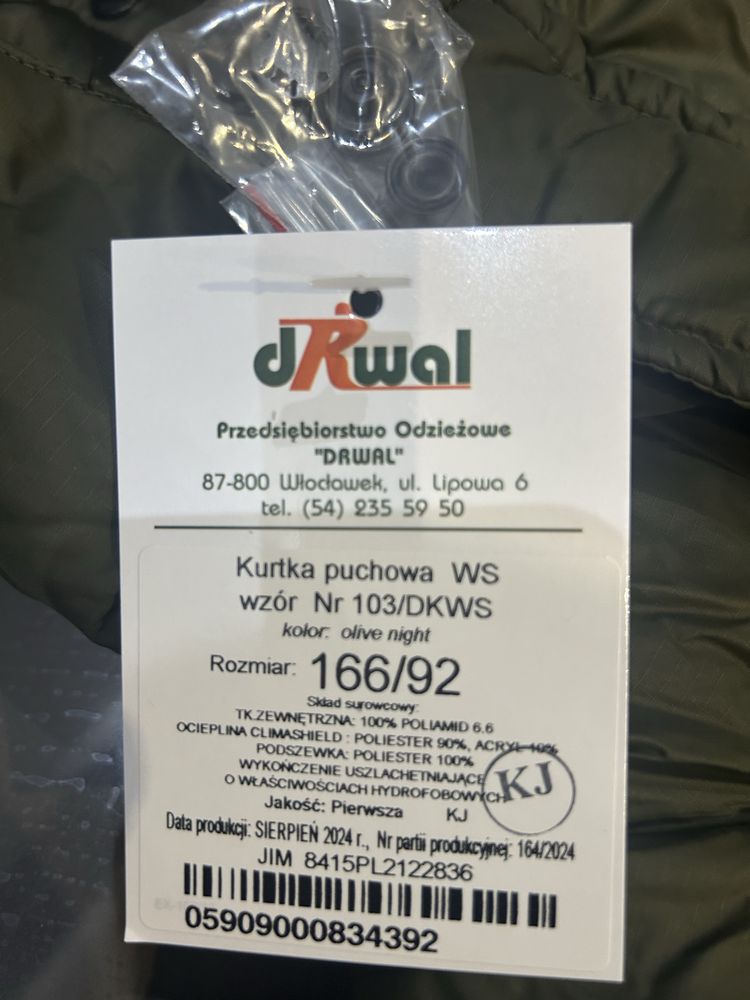 dRwal
Przedsiębiorstwo Odzieżowe
"DRWAL"
87-800 Włocławek, ul. Lipowa 6
tel. (54) 235 59 50
Kurtka puchowa WS
wzór Nr 103/DKWS
kolor: olive night
Rozmiar: 166/92
Skład surowcowy:
TK.ZEWNĘTRZNA: 100% POLIAMID 6.6
OCIEPLINA CLIMASHIELD : POLIESTER 90%, ACRYL 10%
PODSZEWKA: POLIESTER 100%
WYKOŃCZENIE USZLACHETNIAJĄCE
O WŁAŚCIWOŚCIACH HYDROFOBOWYCH
KJ
Jakość: Pierwsza KJ
Data produkcji: SIERPIEŃ 2024 r., Nr partii produkcyjnej: 164/2024
JIM 8415PL2122836
05909000834392